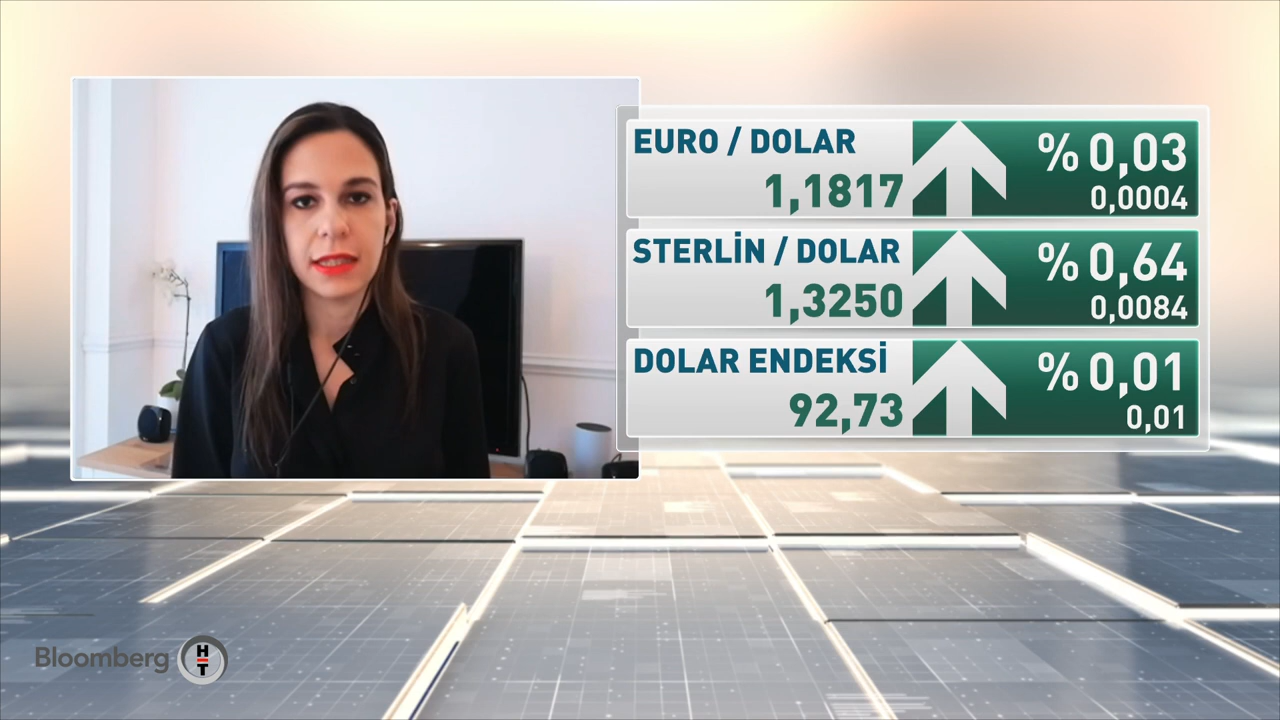 EURO / DOLAR
1,1817
% 0,03
0,0004
STERLİN / DOLAR
1,3250
% 0,64
0,0084
DOLAR ENDEKSİ
92,73
% 0,01
0,01
Bloomberg HT